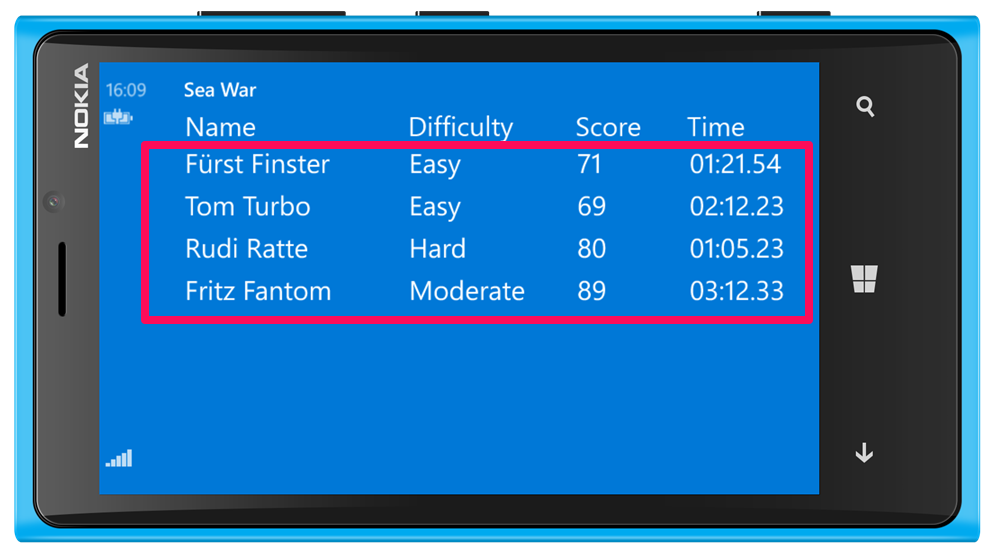 NOKIA
16:09 Sea War
Name Difficulty Score Time
Fürst Finster Easy 71 01:21.54
Tom Turbo Easy 69 02:12.23
Rudi Ratte Hard 80 01:05.23
Fritz Fantom Moderate 89 03:12.33